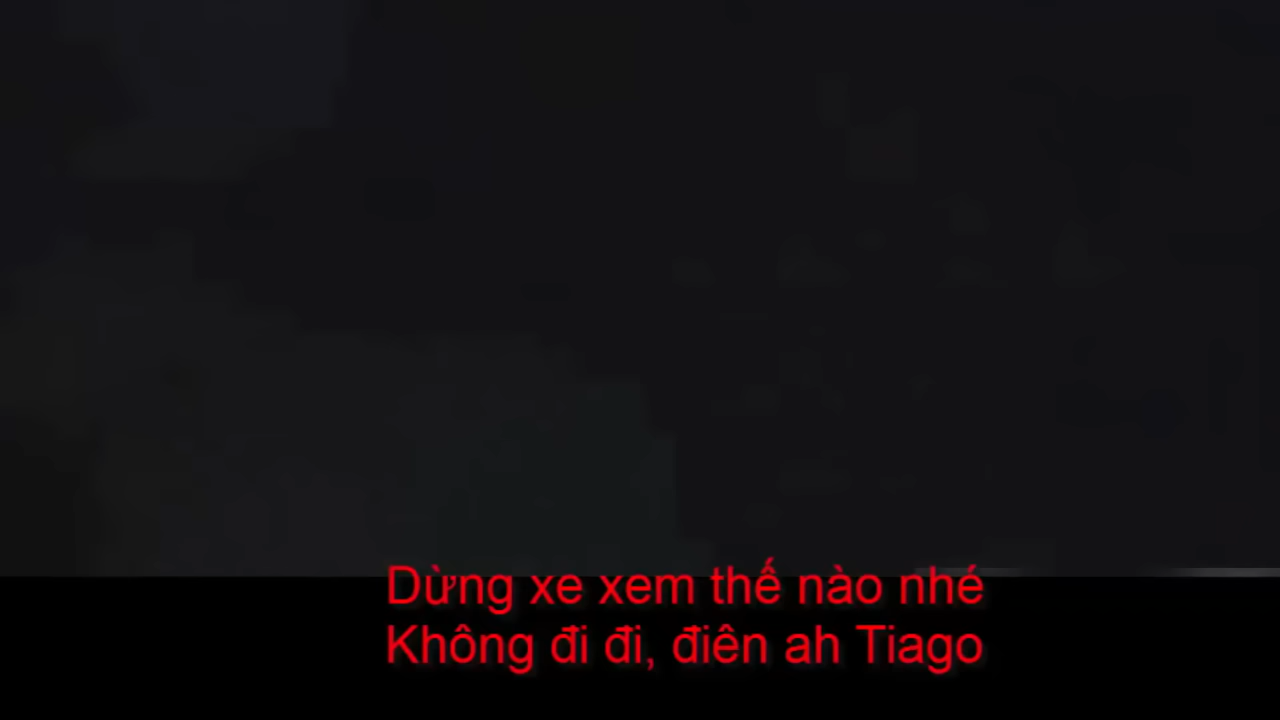 Dừng xe xem thế nào nhé
Không đi đi, điên ah Tiago